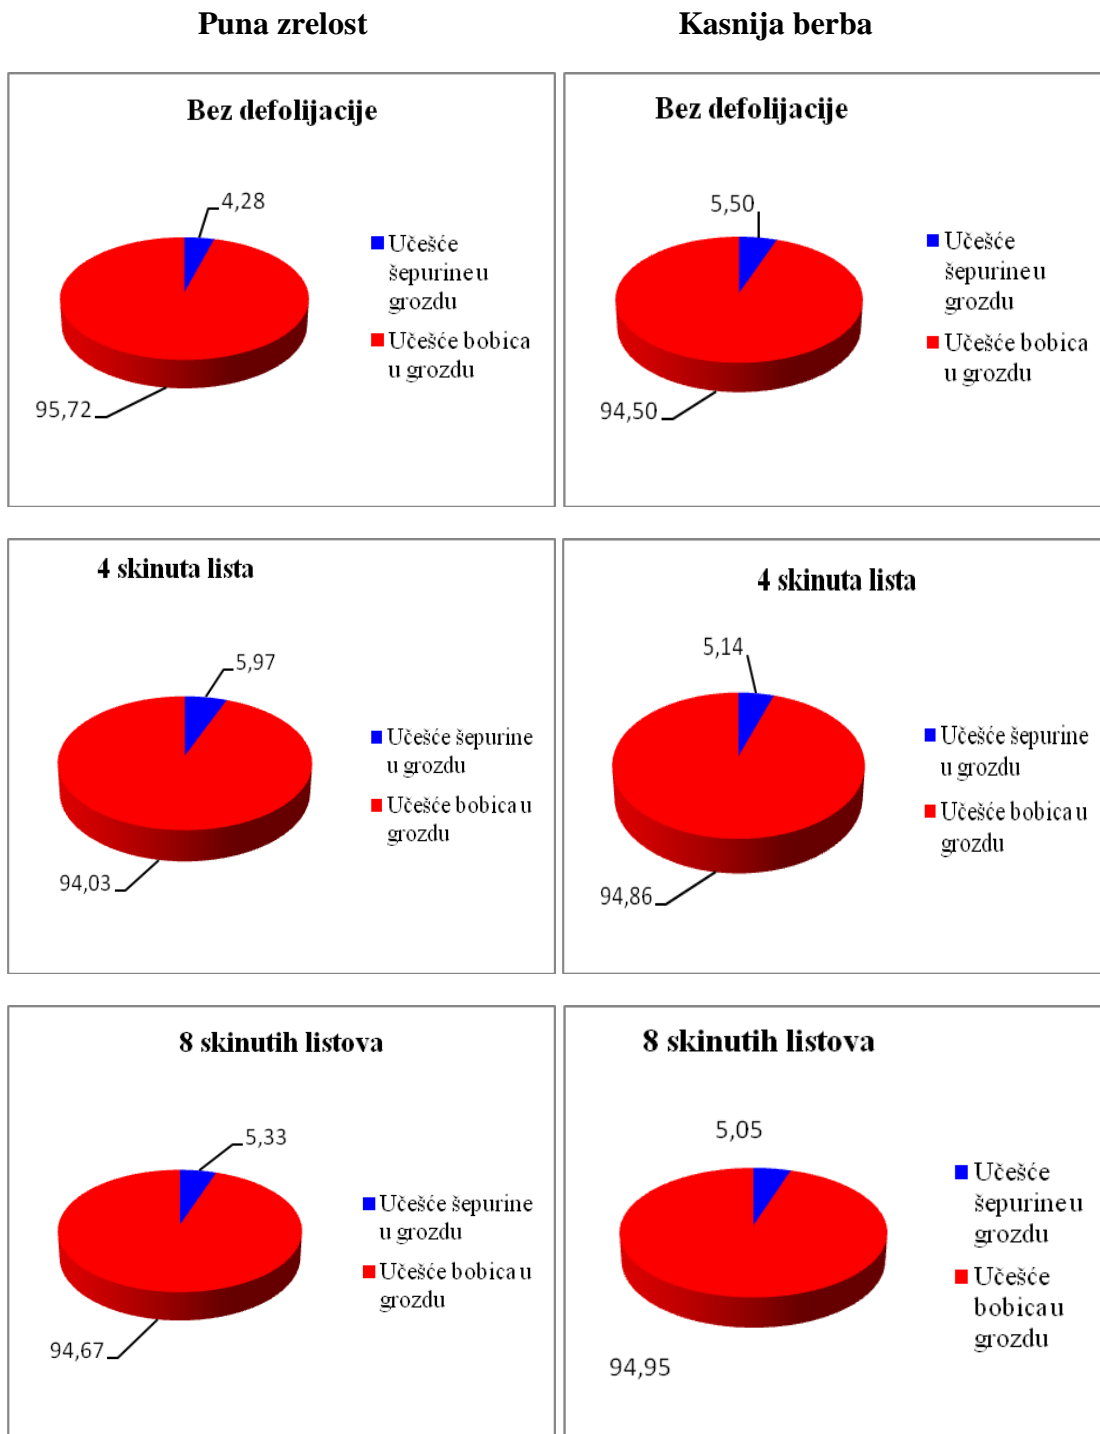 Puna zrelost
Kasnija berba
Bez defolijacije
4,28
95,72
Učešće
šepurine u
grozdu
Učešće bobica
u grozdu
Bez defolijacije
5,50
94,50
Učešće
šepurine u
grozdu
Učešće bobica
u grozdu
4 skinuta lista
5,97
94,03
Učešće šepurine
u grozdu
Učešće bobica u
grozdu
4 skinuta lista
5,14
94,86
Učešće šepurine
u grozdu
Učešće bobica u
grozdu
8 skinutih listova
5,33
94,67
Učešće šepurine
u grozdu
Učešće bobica u
grozdu
8 skinutih listova
5,05
94,95
Učešće
šepurine u
grozdu
Učešće
bobica u
grozdu